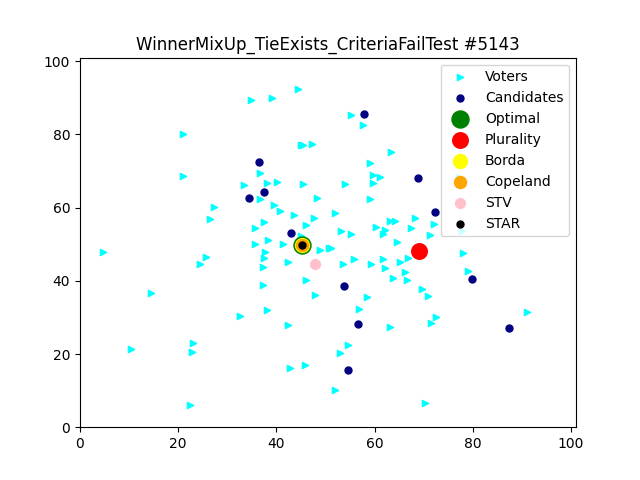 WinnerMixUp_TieExists_CriteriaFailTest #5143
100
80
60
40
20
0
0 20 40 60 80 100
Voters
Candidates
Optimal
Plurality
Borda
Copeland
STV
STAR